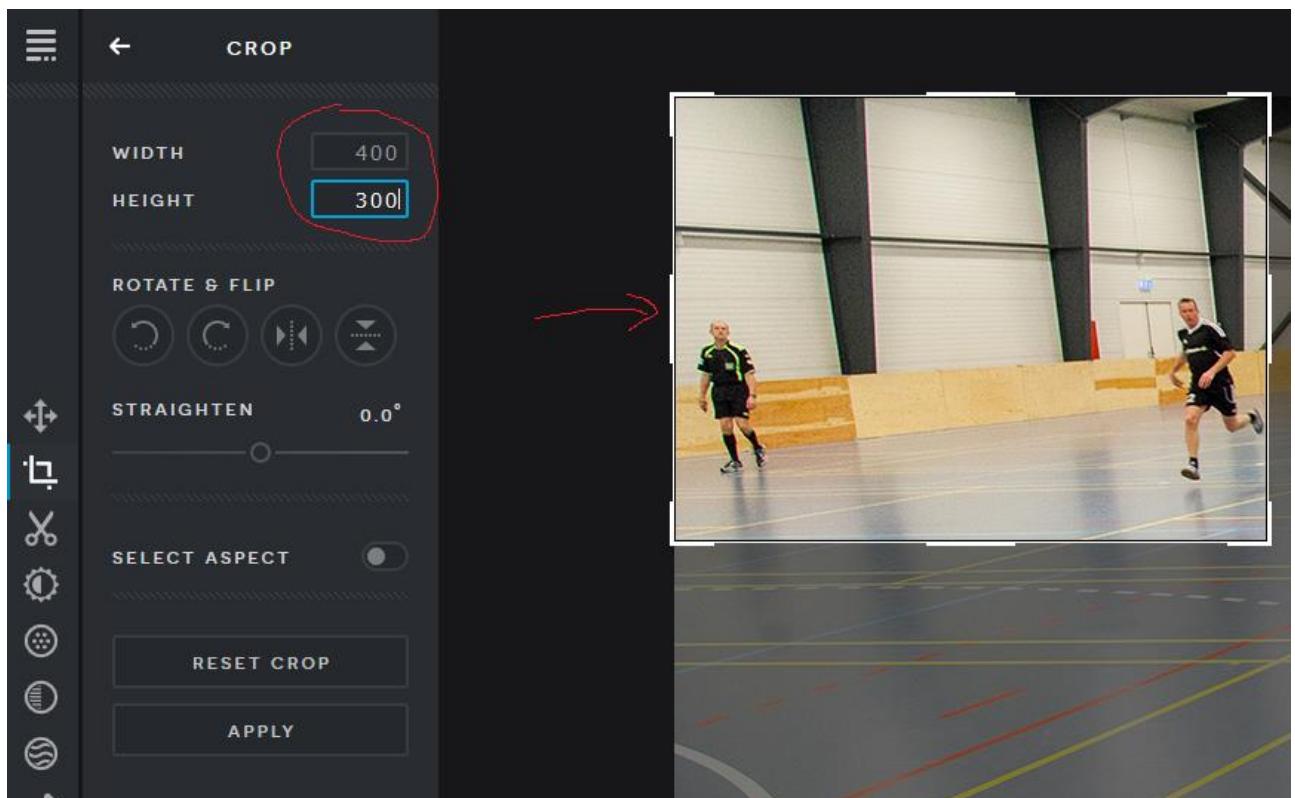 CROP
WIDTH 400
HEIGHT 300
ROTATE & FLIP
STRAIGHTEN 0.0°
SELECT ASPECT
RESET CROP
APPLY